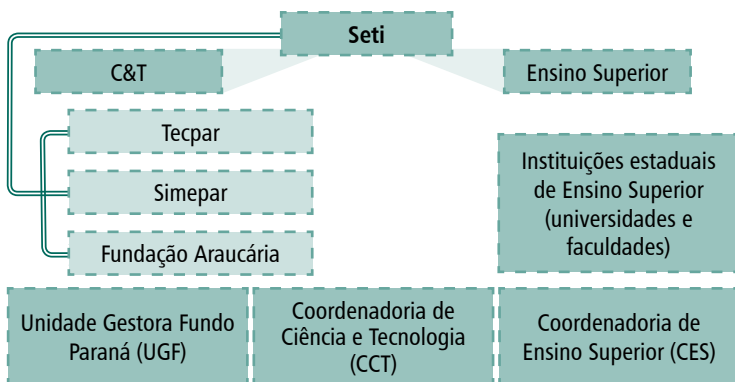 Seti
C&T
Ensino Superior
Tecpar
Simepar
Fundação Araucária
Instituições estaduais
de Ensino Superior
(universidades e
faculdades)
Unidade Gestora Fundo
Paraná (UGF)
Coordenadoria de
Ciência e Tecnologia
(CCT)
Coordenadoria de
Ensino Superior (CES)